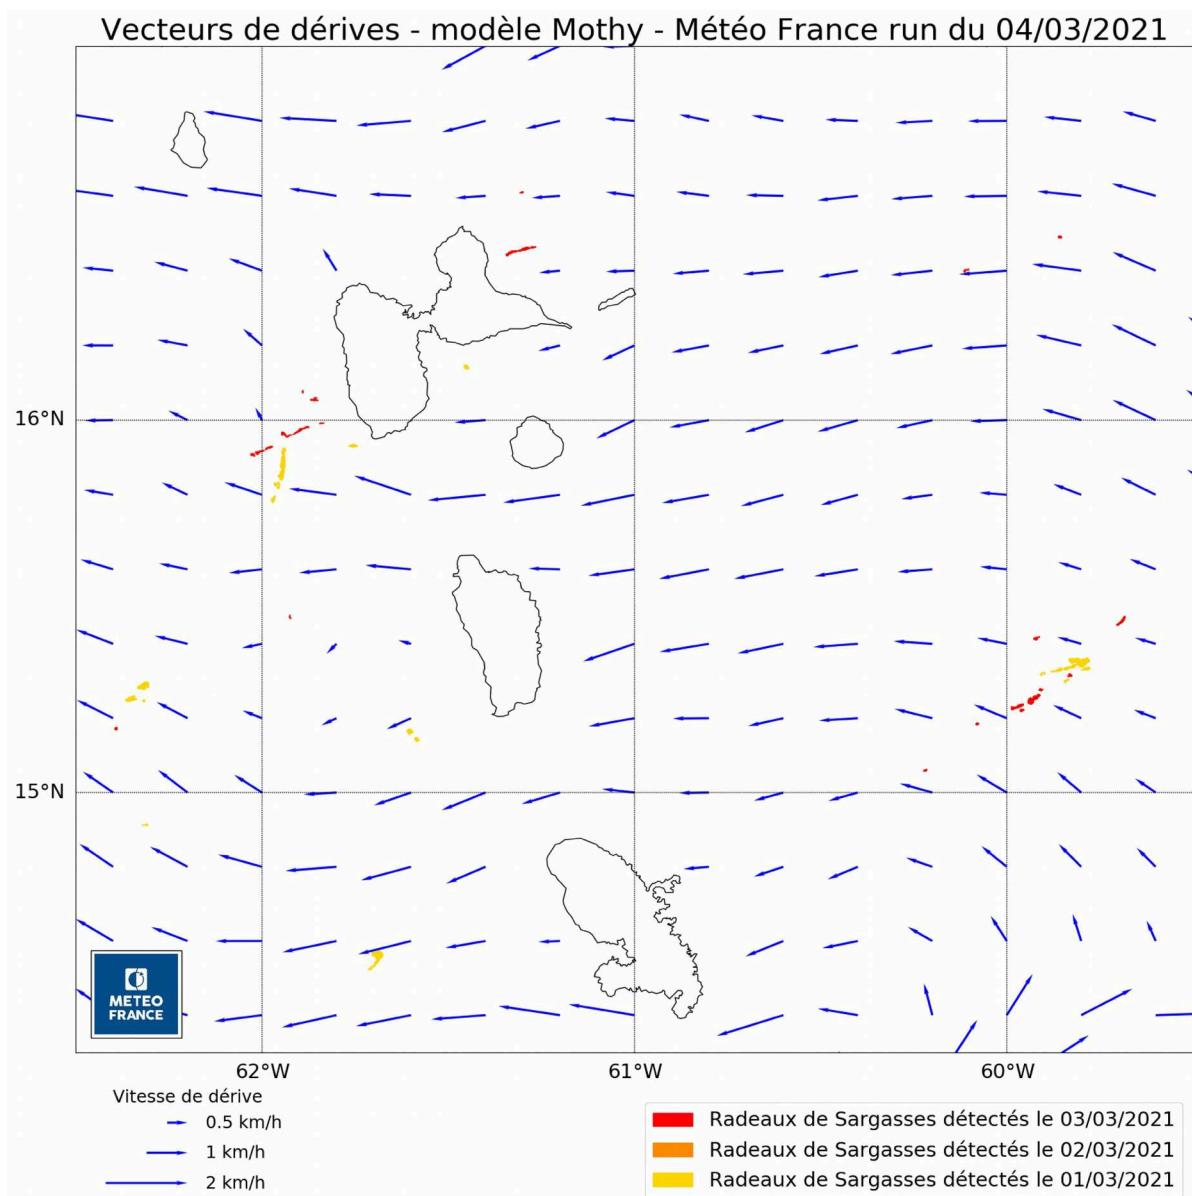 Vecteurs de dérives - modèle Mothy - Météo France run du 04/03/2021
16°N
15°N
METEO
FRANCE
62°W
61°W
60°W
Vitesse de dérive
0.5 km/h
1 km/h
2 km/h
Radeaux de Sargasses détectés le 03/03/2021
Radeaux de Sargasses détectés le 02/03/2021
Radeaux de Sargasses détectés le 01/03/2021